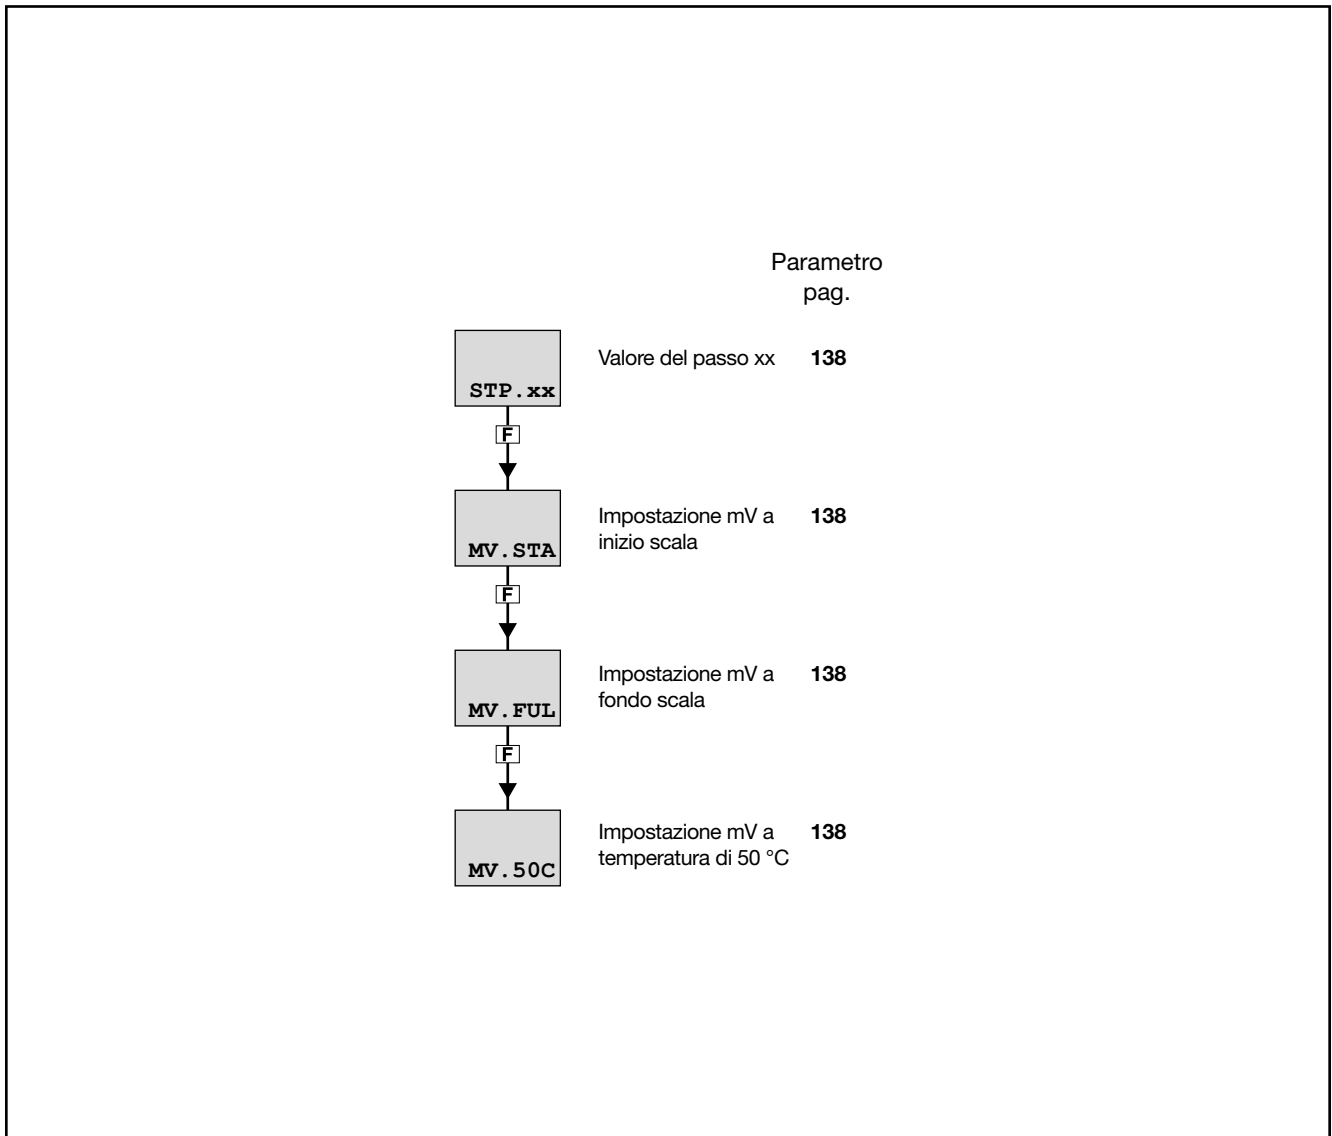 Parametro
pag.
STP.xx
Valore del passo xx 138
F
MV.STA
Impostazione mV a 138
inizio scala
F
MV.FUL
Impostazione mV a 138
fondo scala
F
MV.50C
Impostazione mV a 138
temperatura di 50 °C